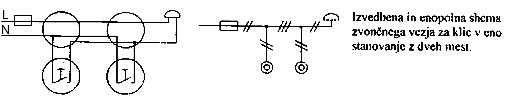 L
N
Izvedbena in enopolna shema
zvončnega vezja za klic v eno
stanovanje z dveh mest.